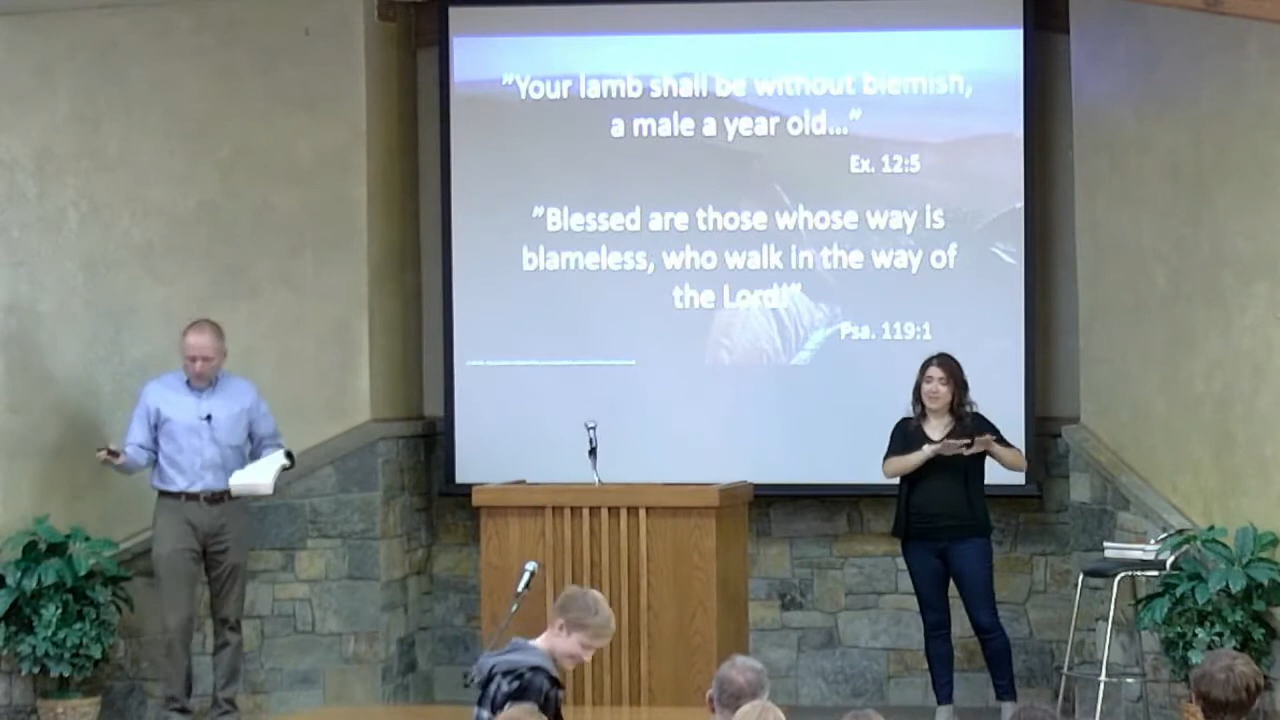 "Your lamb shall be without blemish,
a male a year old..."
Ex. 12:5
"Blessed are those whose way is
blameless, who walk in the way of
the Lord!"
Psa. 119:1